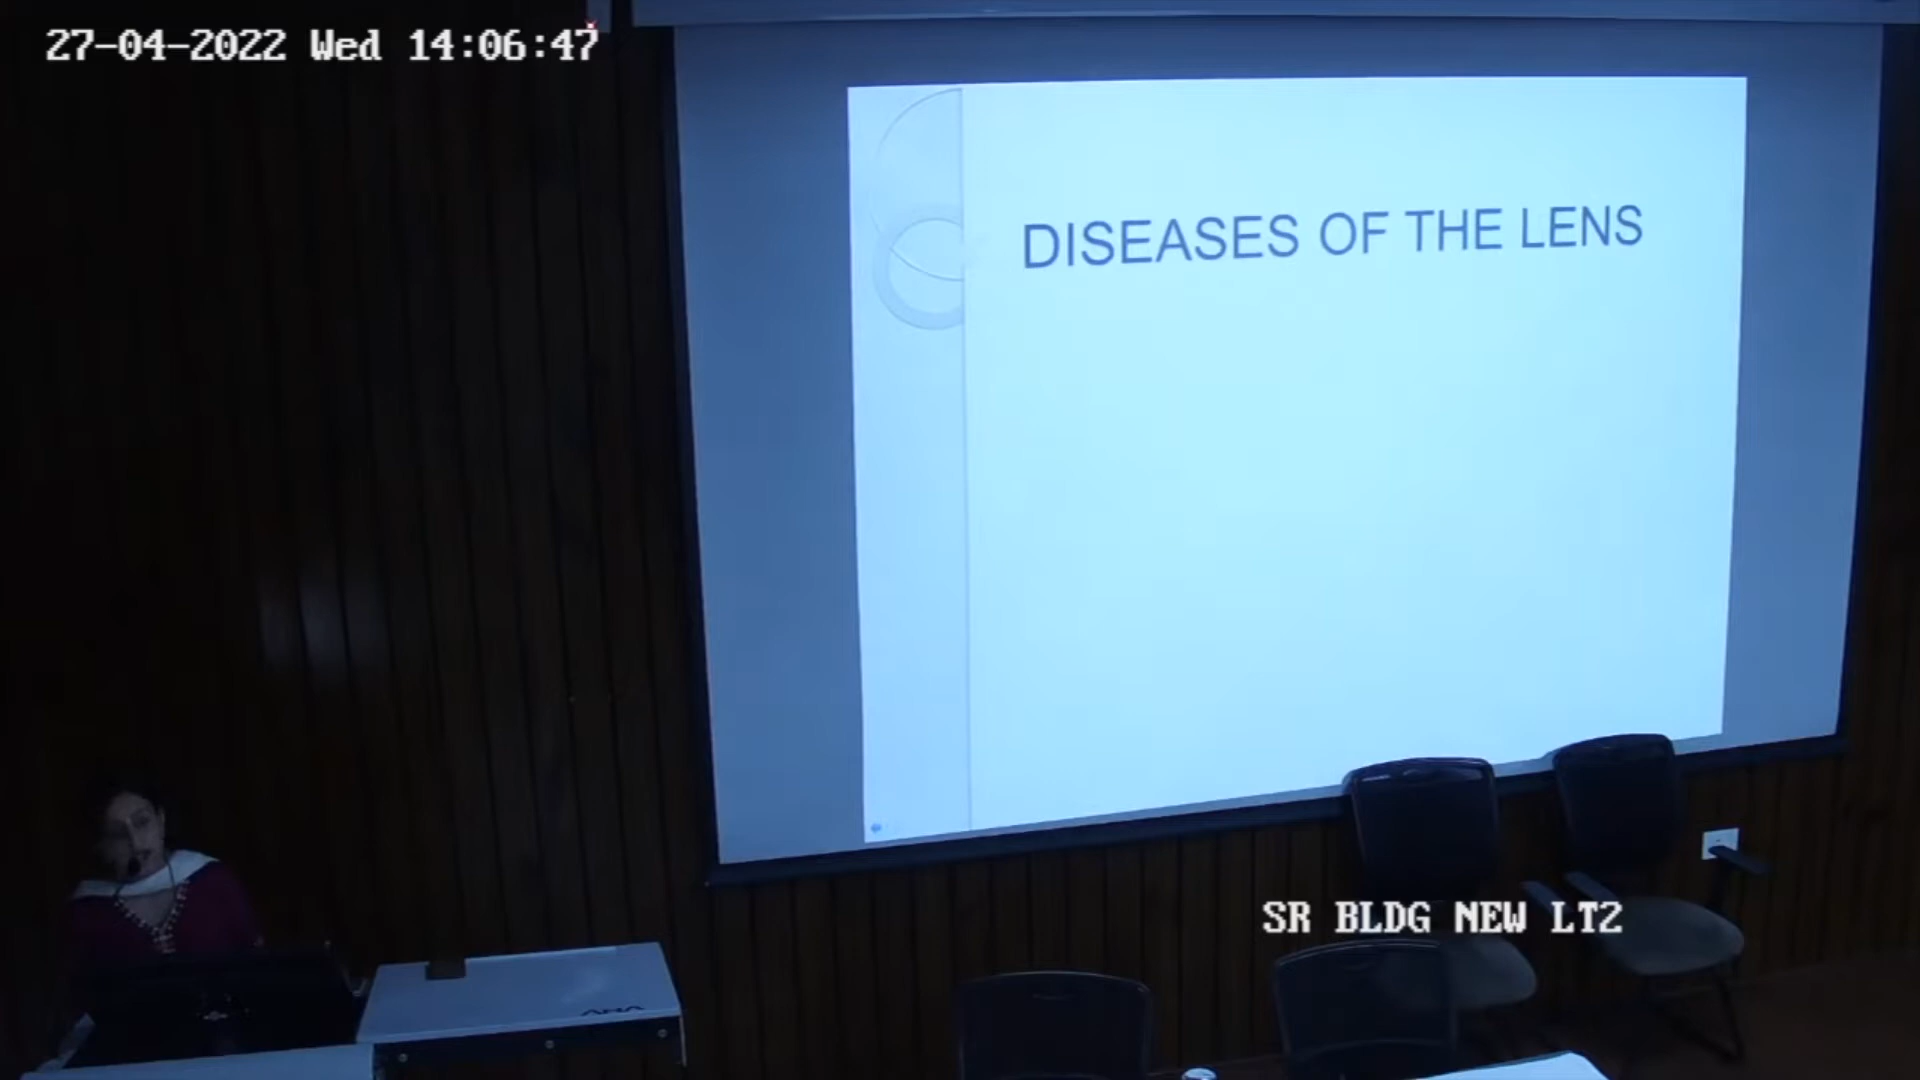 27-04-2022 Wed 14:06:47
DISEASES OF THE LENS
SR BLDG NEW LT2